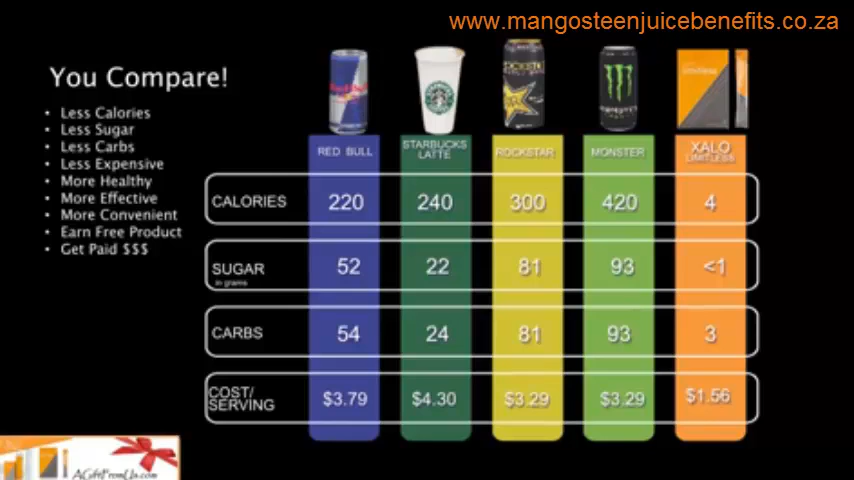 www.mangosteenjuicebenefits.co.za
You Compare!
• Less Calories
• Less Sugar
• Less Carbs
• Less Expensive
• More Healthy
• More Effective
• More Convenient
• Earn Free Product
• Get Paid $$$
RED BULL STARBUCKS LATTE ROCKSTAR MONSTER XALO LIMITLESS
CALORIES 220 240 300 420 4
SUGAR in grams 52 22 81 93 <1
CARBS 54 24 81 93 3
COST/ SERVING $3.79 $4.30 $3.29 $3.29 $1.56
AGiftFromUs.com